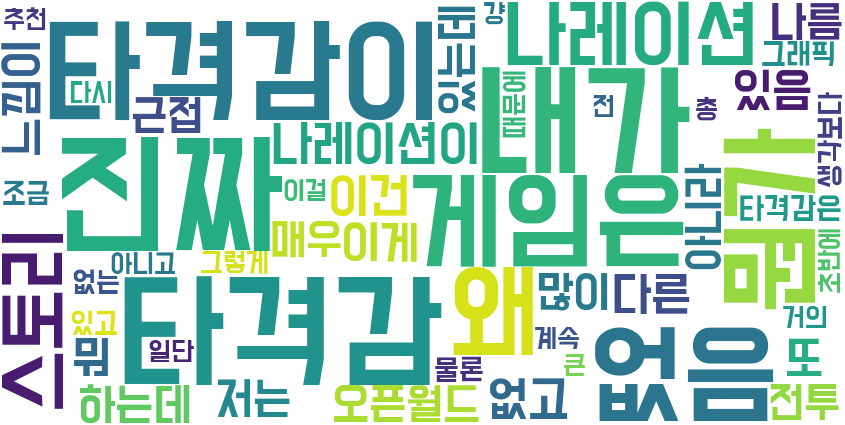 추천
타격감이
있는데
걍
나레이션
나름
그래픽
느낌이
다시
근접
때문에
내가
전
총
있음
생각보다
진짜
나레이션이
이걸
이건
게임은
아니라
뭔가
타격감은
조금
매우
이게
스토리
아니고
그렇게
초반에
없는
타격감
왜
많이
다른
거의
있고
뭐
일단
물론
계속
큰
없음
또
하는데
저는
오픈월드
없고
전투